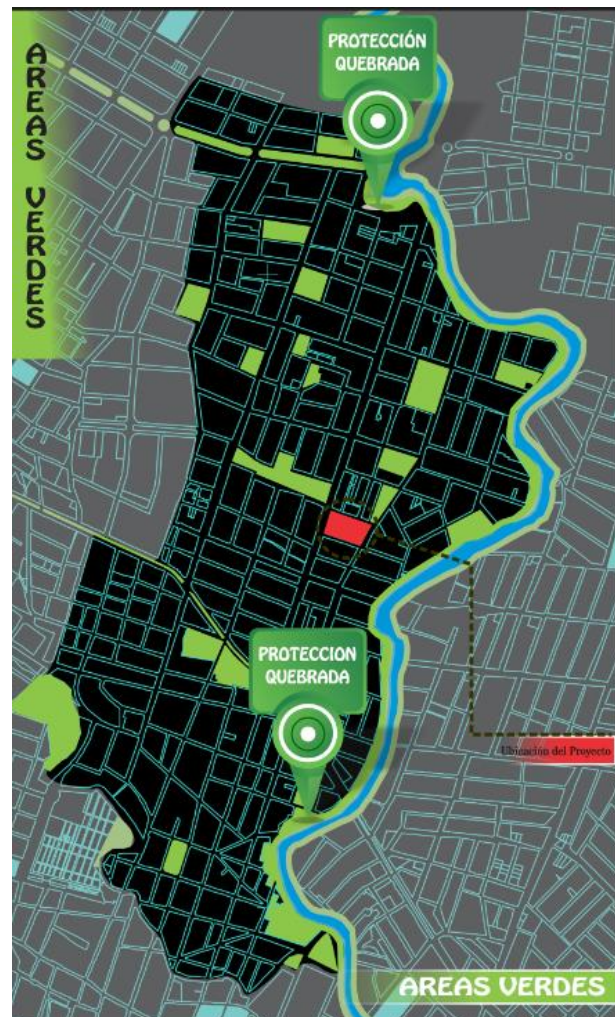 AREAS VERDES
PROTECCIÓN
QUEBRADA
PROTECCION
QUEBRADA
Ubicación del Proyecto
AREAS VERDES